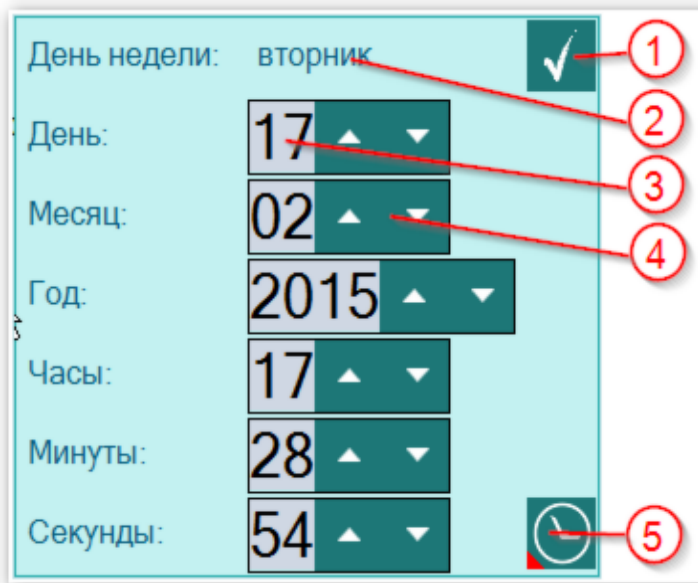 День недели: вторник 1
2
День: 17
3
Месяц: 02
4
Год: 2015
Часы: 17
Минуты: 28
Секунды: 54 5